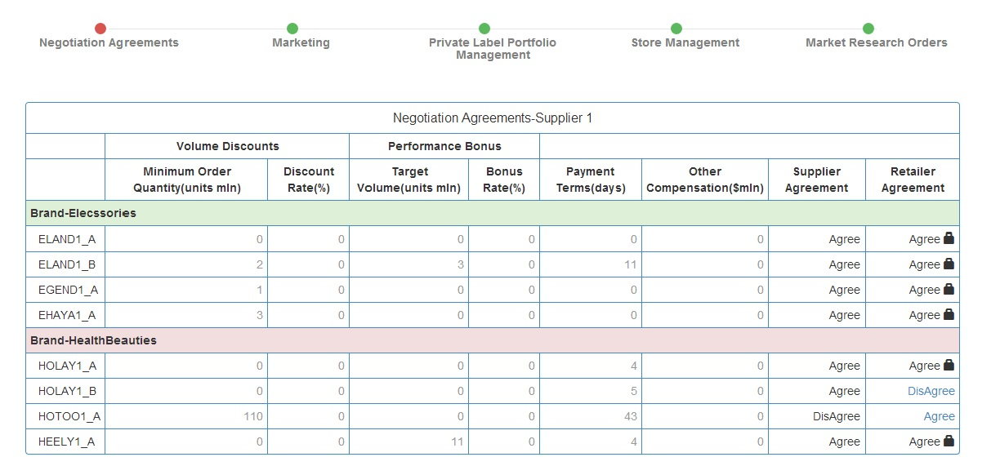 Negotiation Agreements
Marketing
Private Label Portfolio
Management
Store Management
Market Research Orders
Negotiation Agreements-Supplier 1
Volume Discounts Performance Bonus
Minimum Order Discount Target Bonus Payment Other Supplier Retailer
Quantity(units mln) Rate(%) Volume(units mln) Rate(%) Terms(days) Compensation($mln) Agreement Agreement
Brand-Elecssories
ELAND1_A 0 0 0 0 0 0 Agree Agree
ELAND1_B 2 0 3 0 11 0 Agree Agree
EGEND1_A 1 0 0 0 0 0 Agree Agree
EHAYA1_A 3 0 0 0 0 0 Agree Agree
Brand-HealthBeauties
HOLAY1_A 0 0 0 0 4 0 Agree Agree
HOLAY1_B 0 0 0 0 5 0 Agree DisAgree
HOTOO1_A 110 0 0 0 43 0 DisAgree Agree
HEELY1_A 0 0 11 0 4 0 Agree Agree